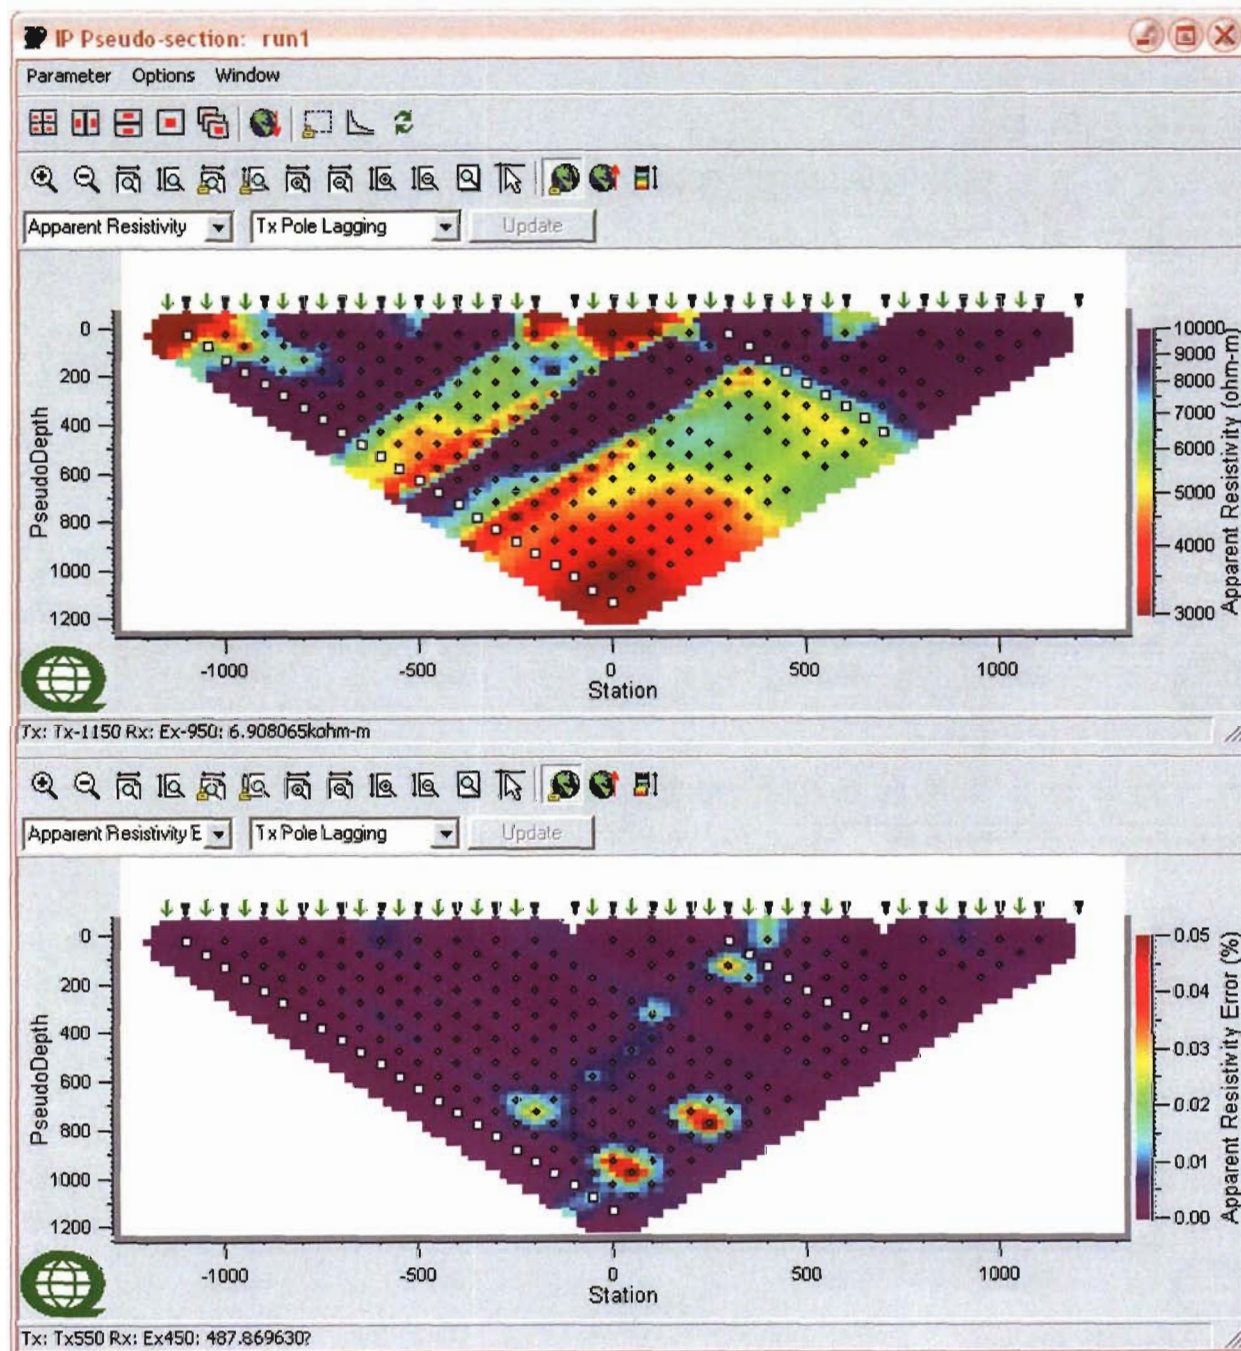 IP Pseudo-section: run1
Parameter Options Window
Apparent Resistivity Tx Pole Lagging Update
PseudoDepth
0
200
400
600
800
1000
1200
-1000 -500 0 500 1000
Station
10000
9000
8000
7000
6000
5000
4000
3000
Apparent Resistivity (ohm-m)
Tx: Tx-1150 Rx: Ex-950: 6.908065kohm-m
Apparent Resistivity E Tx Pole Lagging Update
PseudoDepth
0
200
400
600
800
1000
1200
-1000 -500 0 500 1000
Station
0.05
0.04
0.03
0.02
0.01
0.00
Apparent Resistivity Error (%)
Tx: Tx550 Rx: Ex450: 487.869630?